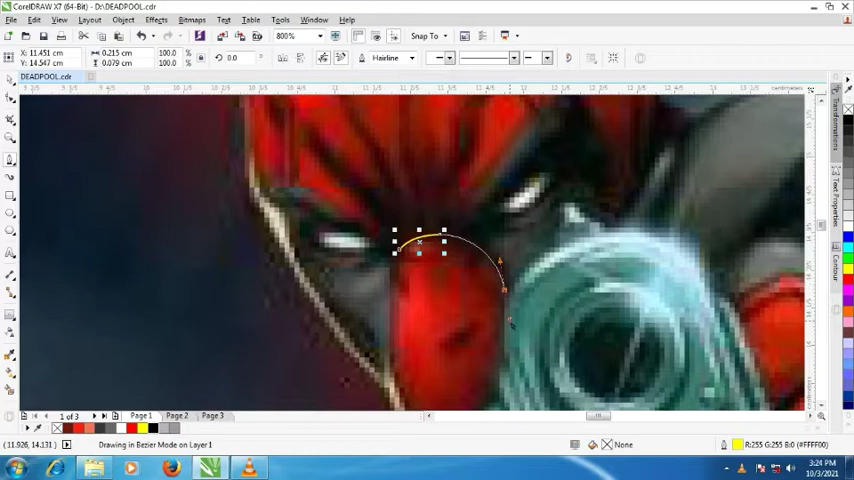 CorelDRAW X7 (64-Bit) - D:\DEADPOOL.cdr
File Edit View Layout Object Effects Bitmaps Text Table Tools Window Help
800% Snap To
X: 11.451 cm 0.215 cm 100.0 %
Y: 14.547 cm 0.079 cm 100.0 %
0.0 Hairline
DEADPOOL.cdr
centimeters
Transformations
Text Properties
Contour
1 of 3 Page 1 Page 2 Page 3
(11.926, 14.131) Drawing in Bezier Mode on Layer 1 None R:255 G:255 B:0 (#FFFF00)
3:24 PM
10/3/2021